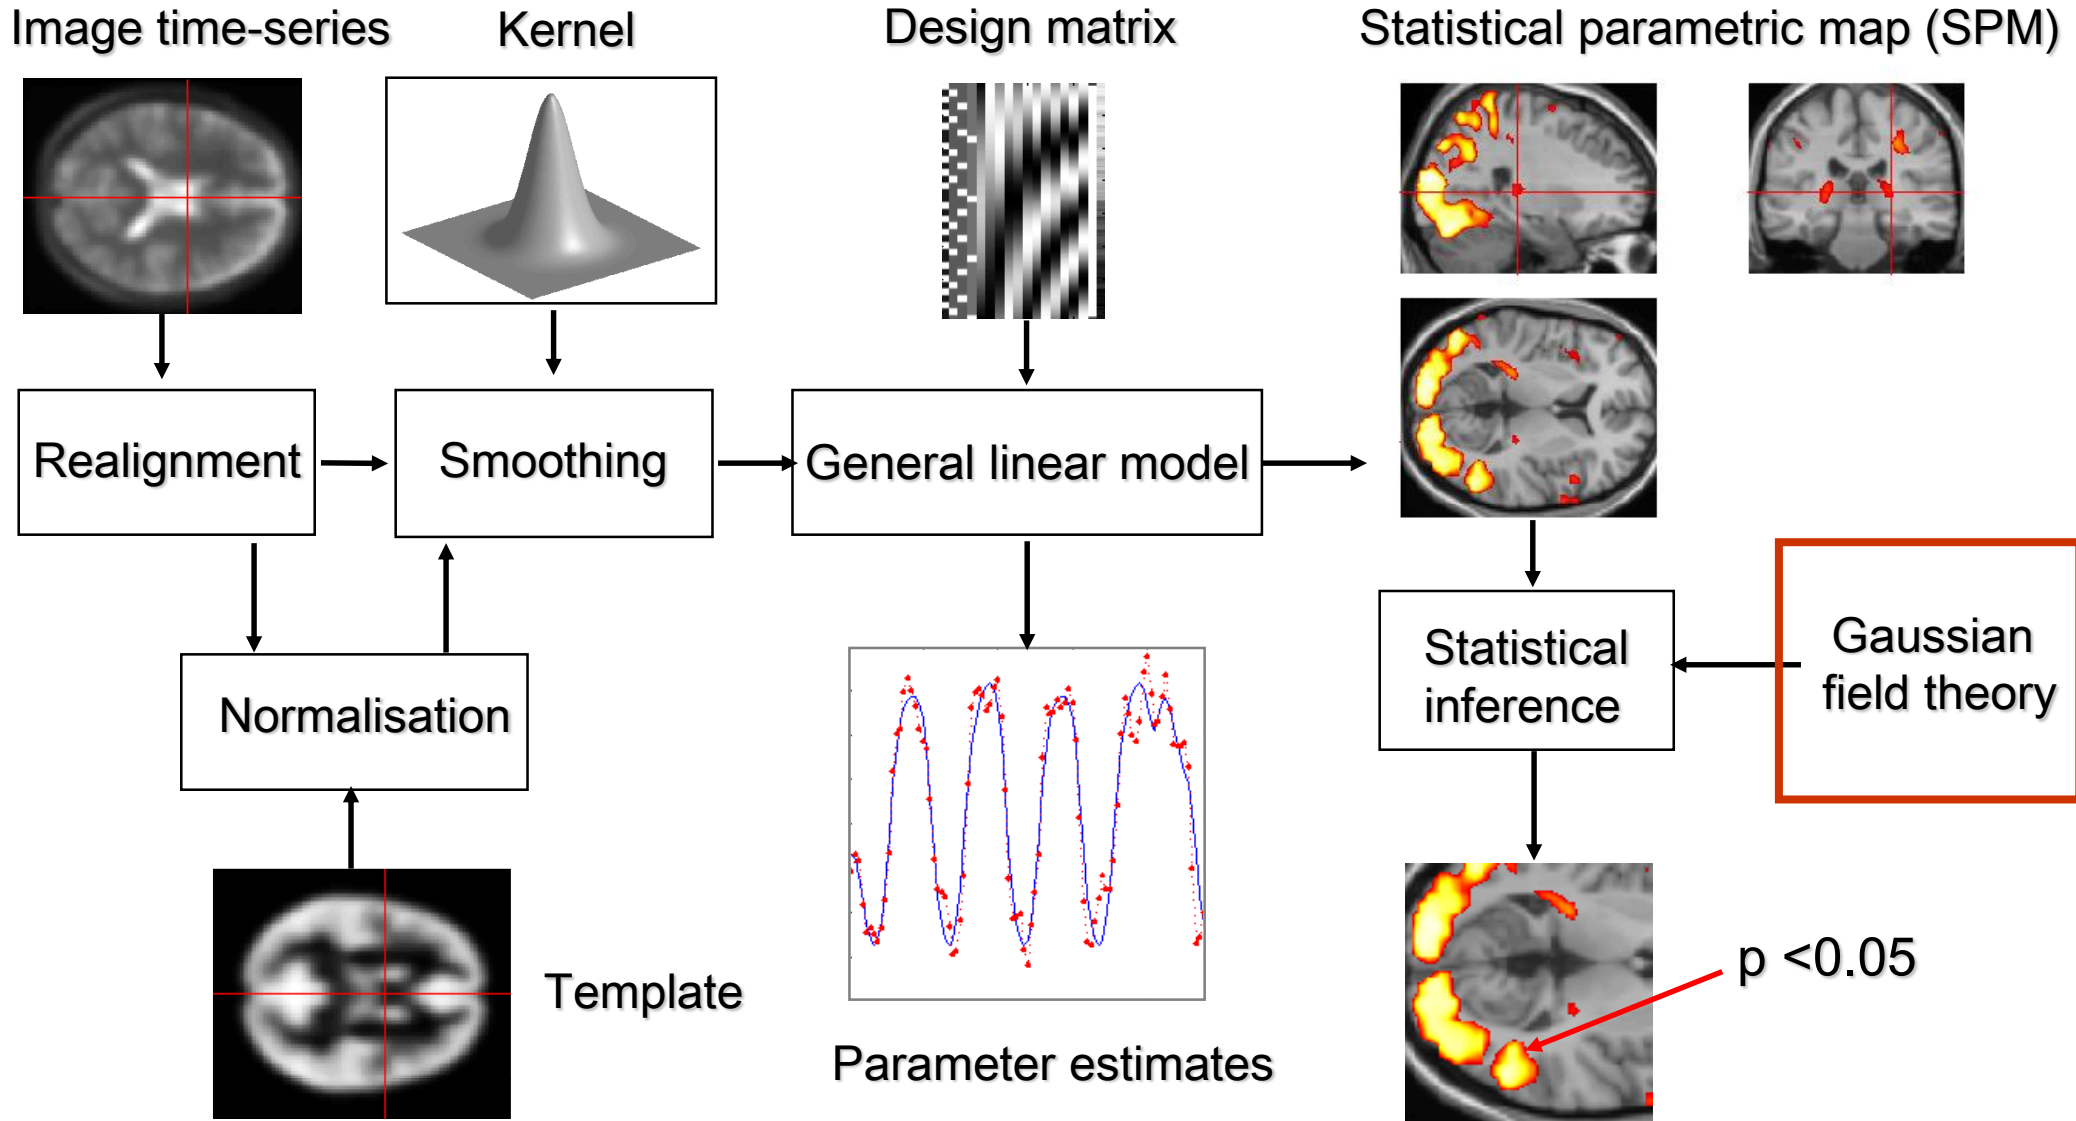 Image time-series
Kernel
Design matrix
Statistical parametric map (SPM)
Realignment
Smoothing
General linear model
Statistical
inference
Gaussian
field theory
Normalisation
Template
Parameter estimates
p <0.05